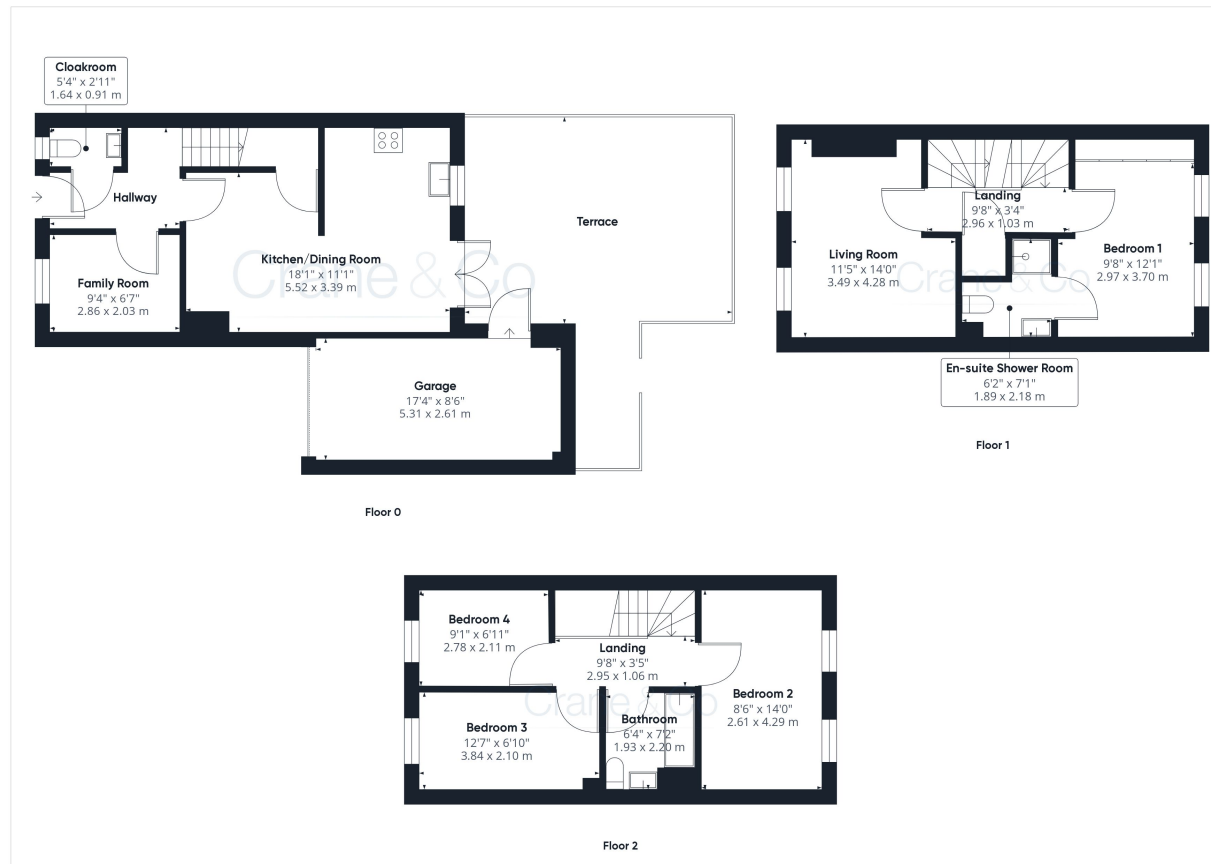 Cloakroom
5'4" x 2'11"
1.64 x 0.91 m
Hallway
Family Room
9'4" x 6'7"
2.86 x 2.03 m
Kitchen/Dining Room
18'1" x 11'1"
5.52 x 3.39 m
Crane & Co
Terrace
Garage
17'4" x 8'6"
5.31 x 2.61 m
Floor 0
Landing
9'8" x 3'4"
2.96 x 1.03 m
Living Room
11'5" x 14'0"
3.49 x 4.28 m
Bedroom 1
9'8" x 12'1"
2.97 x 3.70 m
Crane & Co
En-suite Shower Room
6'2" x 7'1"
1.89 x 2.18 m
Floor 1
Bedroom 4
9'1" x 6'11"
2.78 x 2.11 m
Landing
9'8" x 3'5"
2.95 x 1.06 m
Bedroom 2
8'6" x 14'0"
2.61 x 4.29 m
Crane & Co
Bedroom 3
12'7" x 6'10"
3.84 x 2.10 m
Bathroom
6'4" x 7'2"
1.93 x 2.20 m
Floor 2